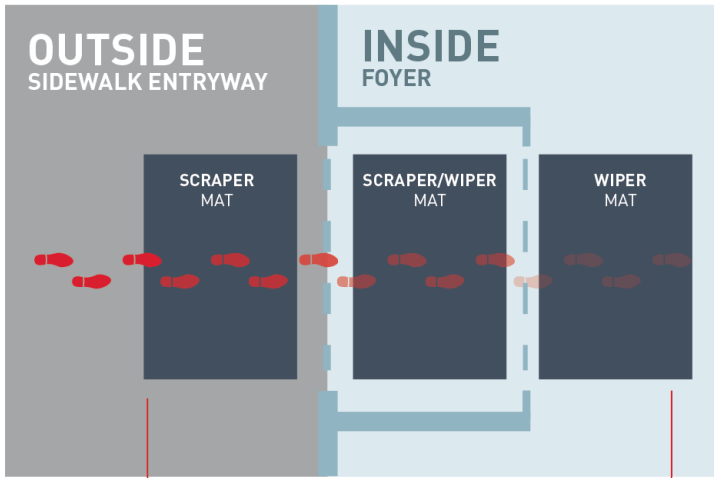 OUTSIDE
SIDEWALK ENTRYWAY
INSIDE
FOYER
SCRAPER
MAT
SCRAPER/WIPER
MAT
WIPER
MAT